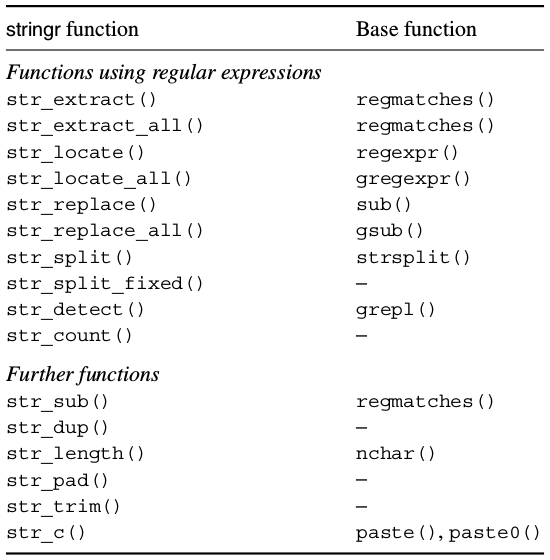 stringr function Base function
Functions using regular expressions
str_extract() regmatches()
str_extract_all() regmatches()
str_locate() regexpr()
str_locate_all() gregexpr()
str_replace() sub()
str_replace_all() gsub()
str_split() strsplit()
str_split_fixed() –
str_detect() grepl()
str_count() –
Further functions
str_sub() regmatches()
str_dup() –
str_length() nchar()
str_pad() –
str_trim() –
str_c() paste(), paste0()